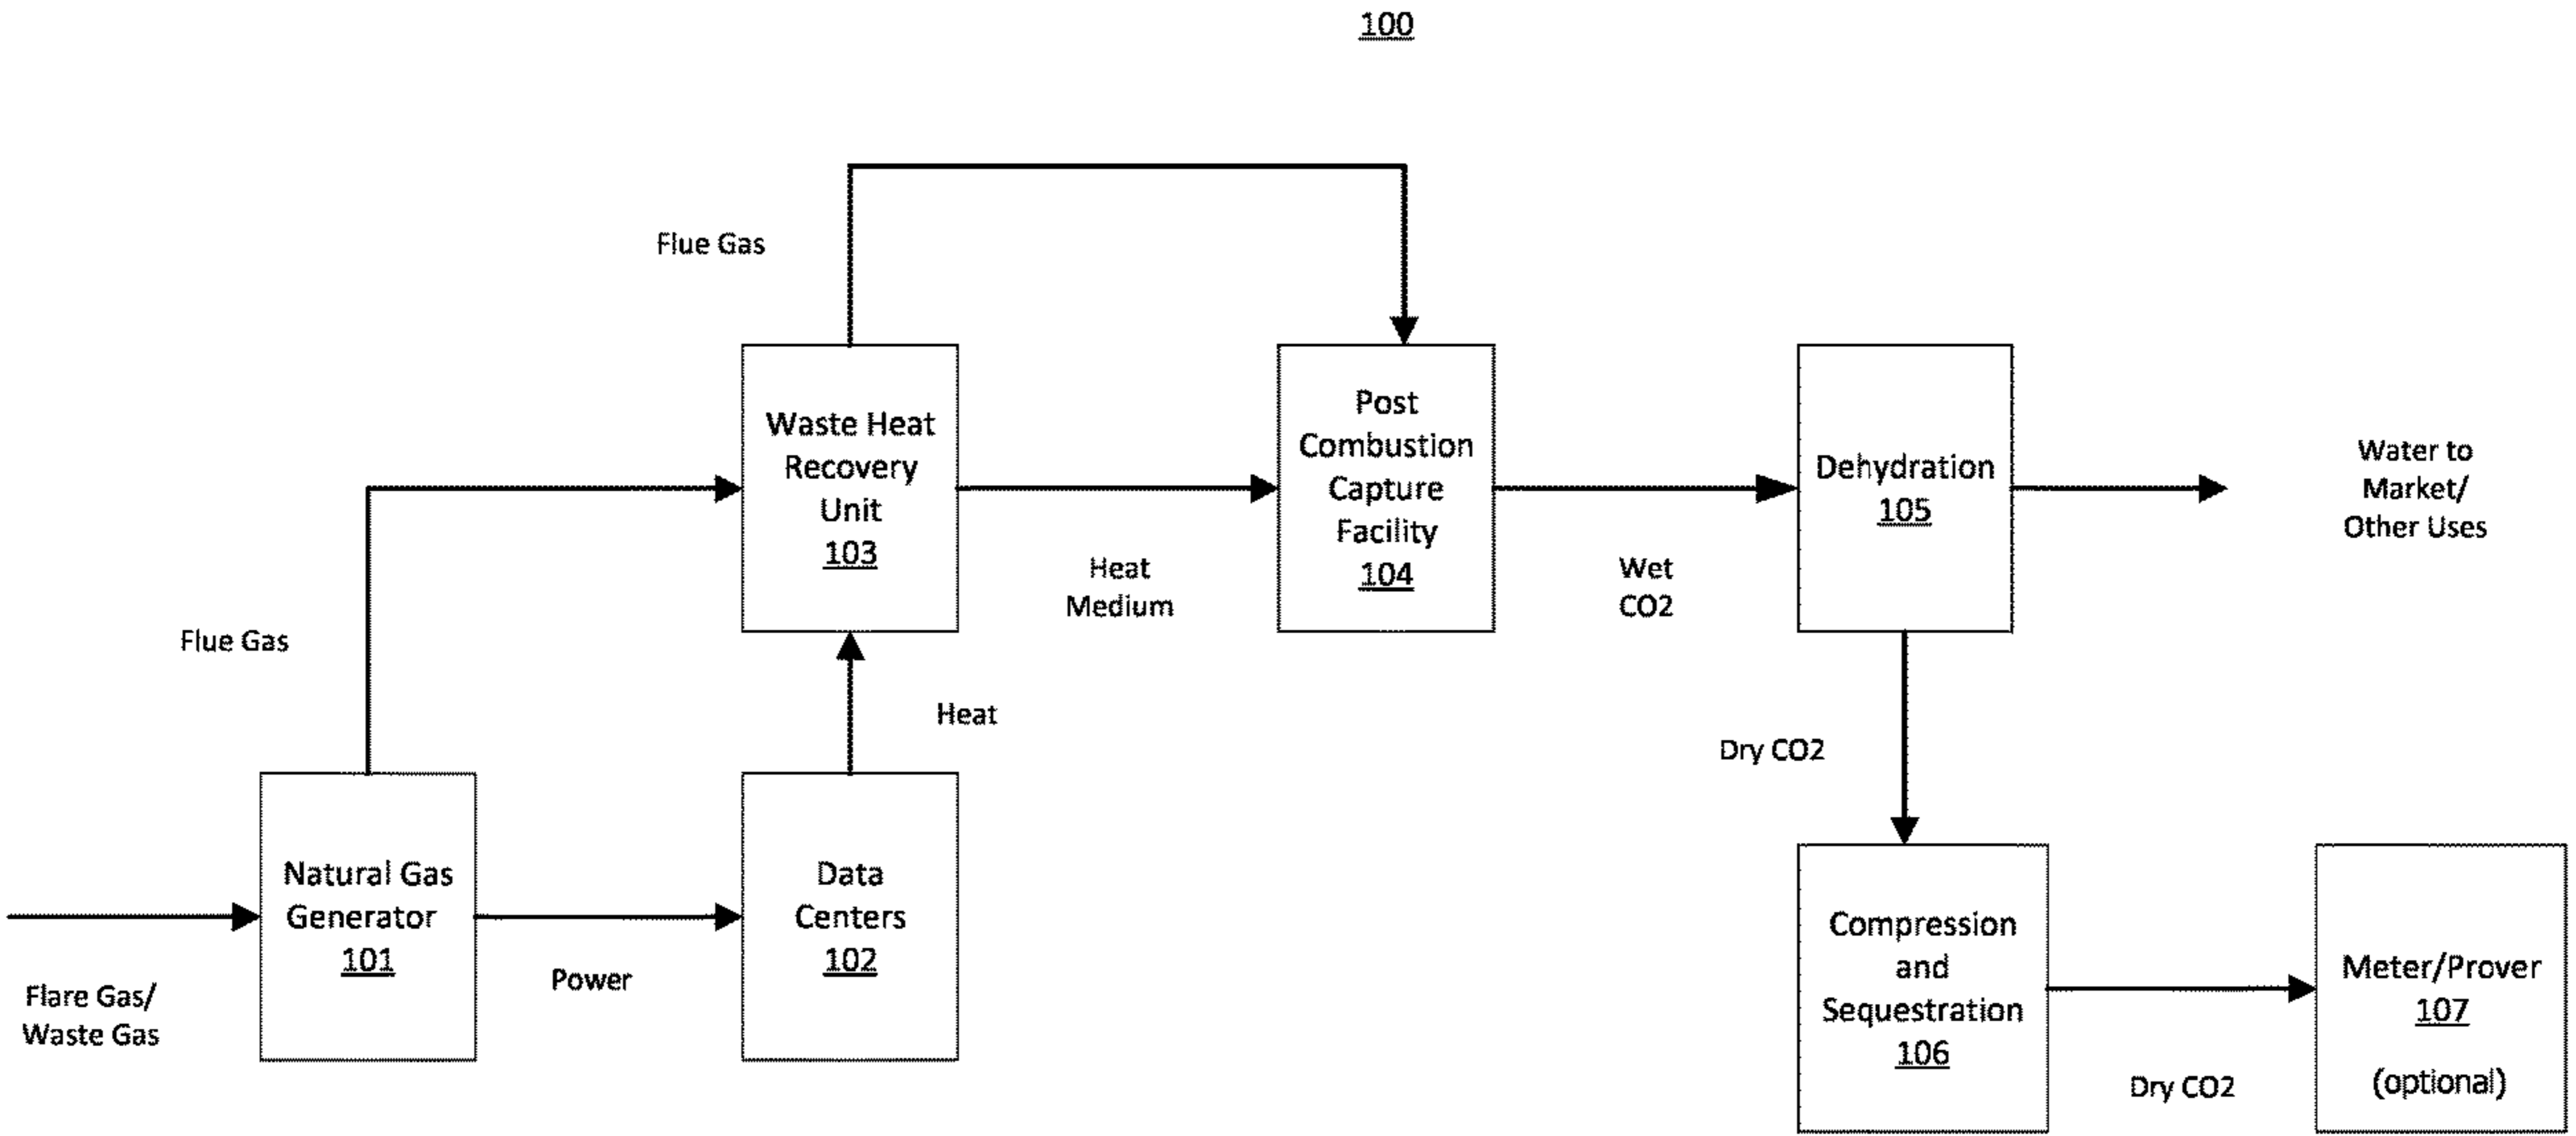 100
Flue Gas
Waste Heat
Recovery
Unit
103
Post
Combustion
Capture
Facility
104
Dehydration
105
Water to
Market/
Other Uses
Heat
Medium
Wet
CO2
Flue Gas
Heat
Dry CO2
Natural Gas
Generator
101
Data
Centers
102
Compression
and
Sequestration
106
Meter/Prover
107
(optional)
Flare Gas/
Waste Gas
Power
Dry CO2